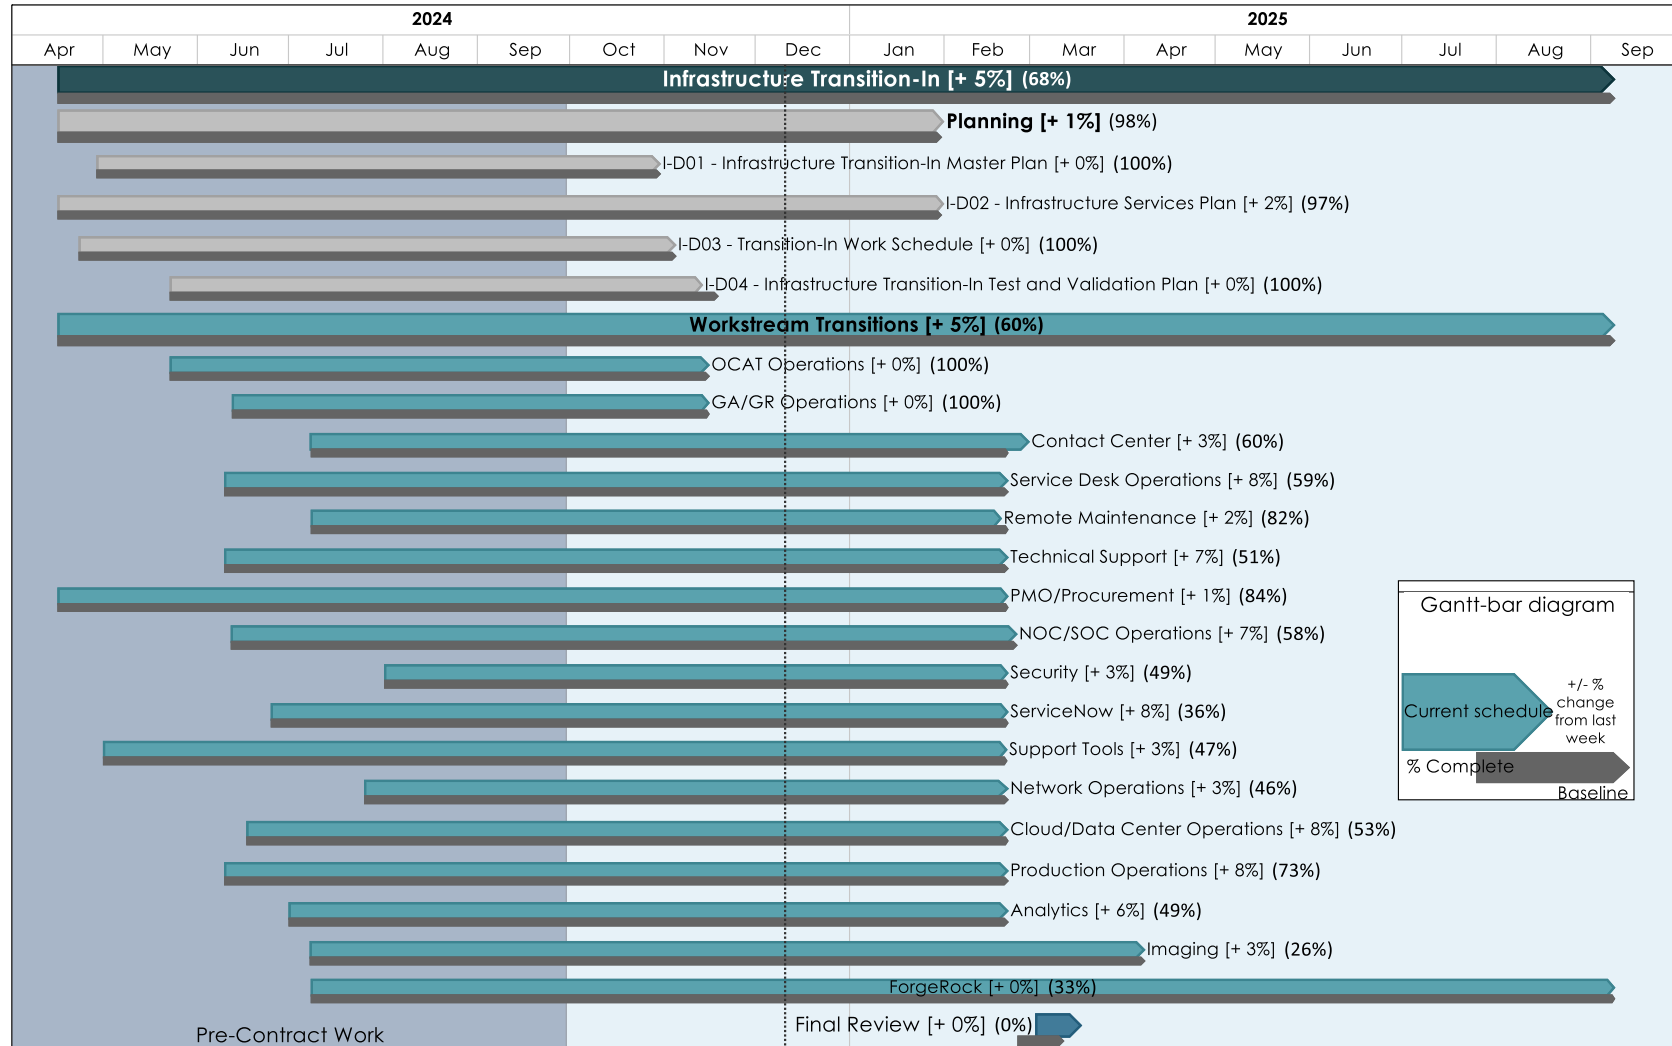 2024 2025
Apr May Jun Jul Aug Sep Oct Nov Dec Jan Feb Mar Apr May Jun Jul Aug Sep
Infrastructure Transition-In [+ 5%] (68%)
Planning [+ 1%] (98%)
I-D01 - Infrastructure Transition-In Master Plan [+ 0%] (100%)
I-D02 - Infrastructure Services Plan [+ 2%] (97%)
I-D03 - Transition-In Work Schedule [+ 0%] (100%)
I-D04 - Infrastructure Transition-In Test and Validation Plan [+ 0%] (100%)
Workstream Transitions [+ 5%] (60%)
OCAT Operations [+ 0%] (100%)
GA/GR Operations [+ 0%] (100%)
Contact Center [+ 3%] (60%)
Service Desk Operations [+ 8%] (59%)
Remote Maintenance [+ 2%] (82%)
Technical Support [+ 7%] (51%)
PMO/Procurement [+ 1%] (84%)
NOC/SOC Operations [+ 7%] (58%)
Security [+ 3%] (49%)
ServiceNow [+ 8%] (36%)
Support Tools [+ 3%] (47%)
Network Operations [+ 3%] (46%)
Cloud/Data Center Operations [+ 8%] (53%)
Production Operations [+ 8%] (73%)
Analytics [+ 6%] (49%)
Imaging [+ 3%] (26%)
ForgeRock [+ 0%] (33%)
Final Review [+ 0%] (0%)
Pre-Contract Work
Gantt-bar diagram
Current schedule
+/- %
change
from last
week
% Complete
Baseline